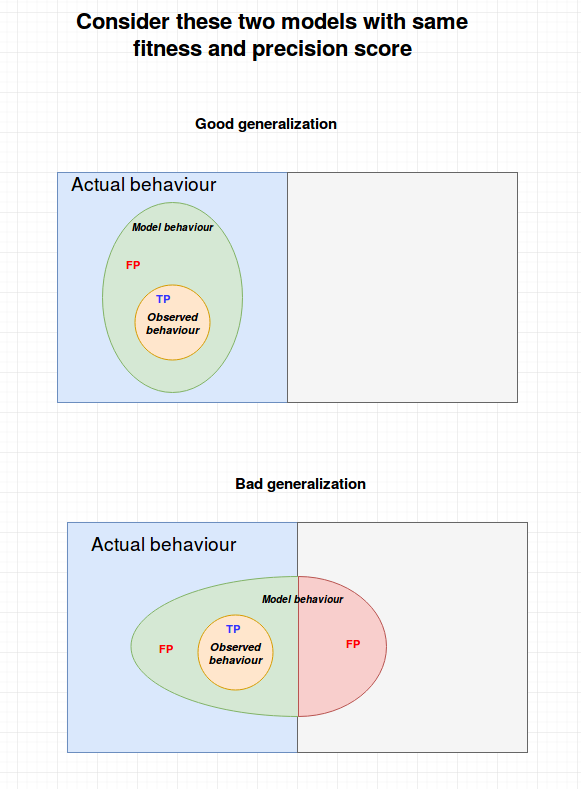 Consider these two models with same
fitness and precision score
Good generalization
Actual behaviour
Model behaviour
FP
TP
Observed
behaviour
Bad generalization
Actual behaviour
Model behaviour
TP
FP
Observed
behaviour
FP